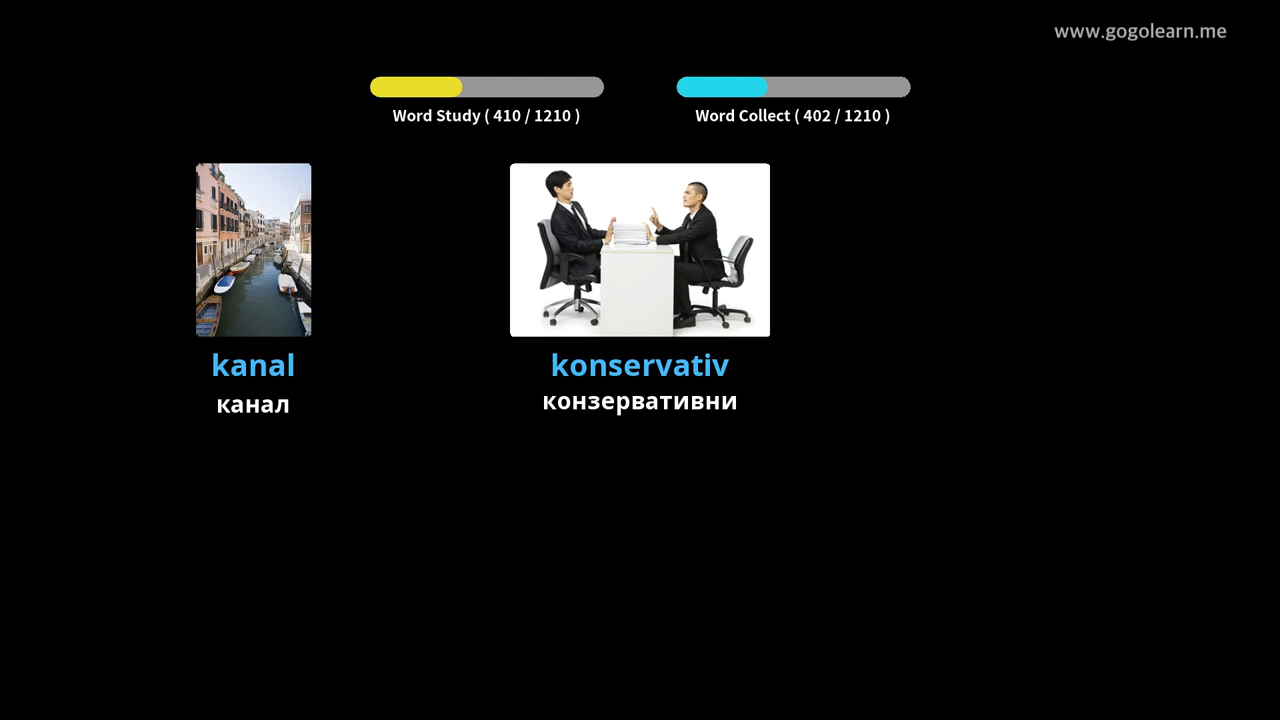 www.gogolearn.me
Word Study ( 410 / 1210 )
Word Collect ( 402 / 1210 )
kanal
канал
konservativ
конзервативни